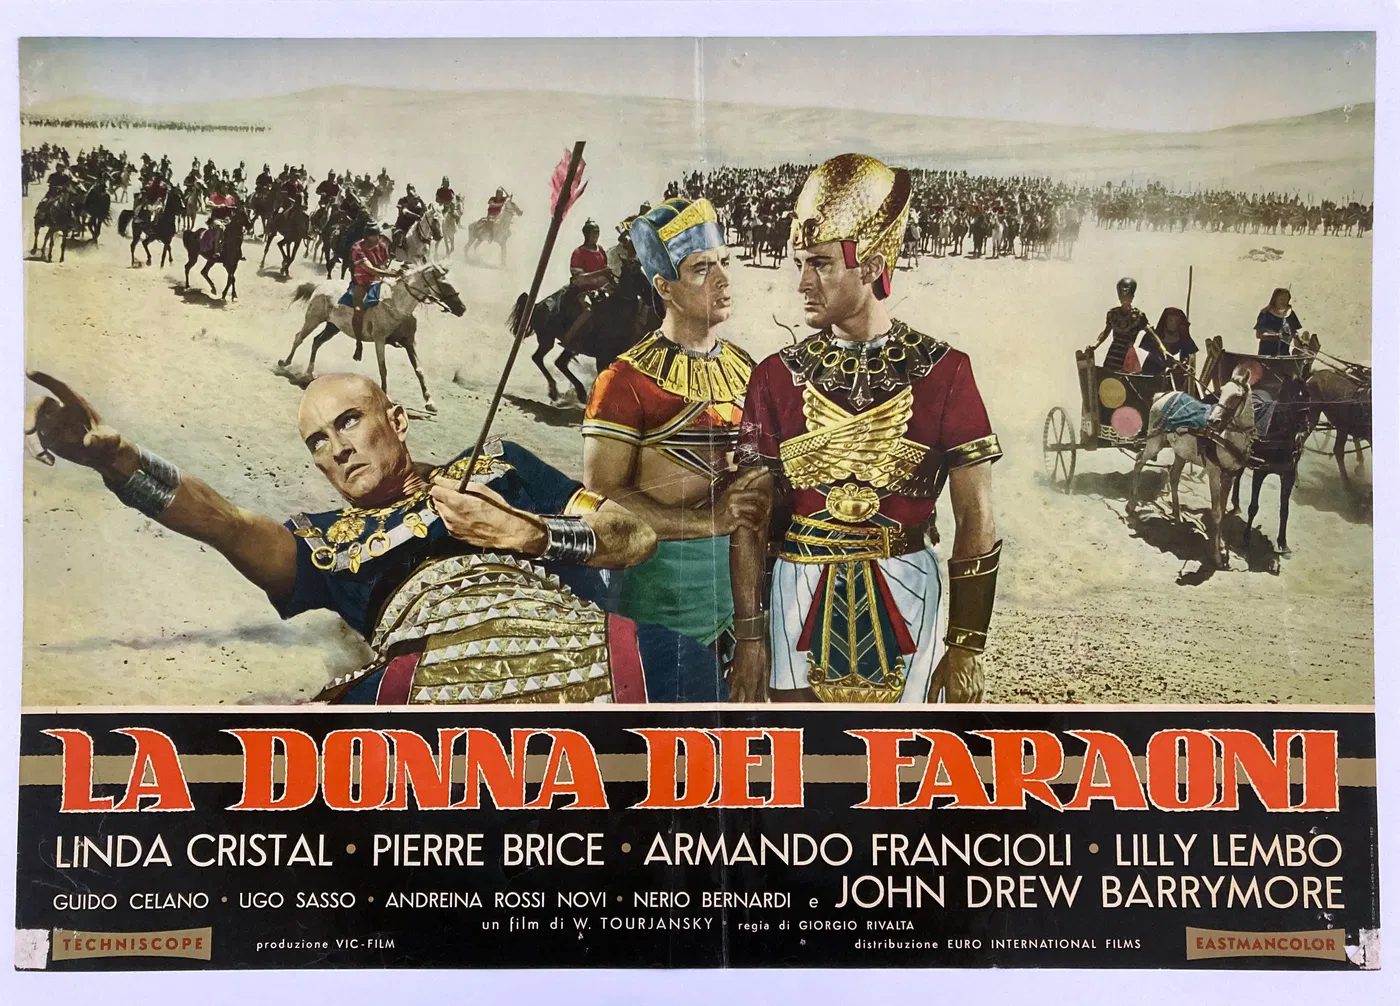 LA DONNA DEI FARAONI
LINDA CRISTAL • PIERRE BRICE • ARMANDO FRANCIOLI • LILLY LEMBO
GUIDO CELANO • UGO SASSO • ANDREINA ROSSI NOVI • NERIO BERNARDI e JOHN DREW BARRYMORE
un film di W. TOURJANSKY • regia di GIORGIO RIVALTA
TECHNISCOPE
produzione VIC-FILM
distribuzione EURO INTERNATIONAL FILMS
EASTMANCOLOR